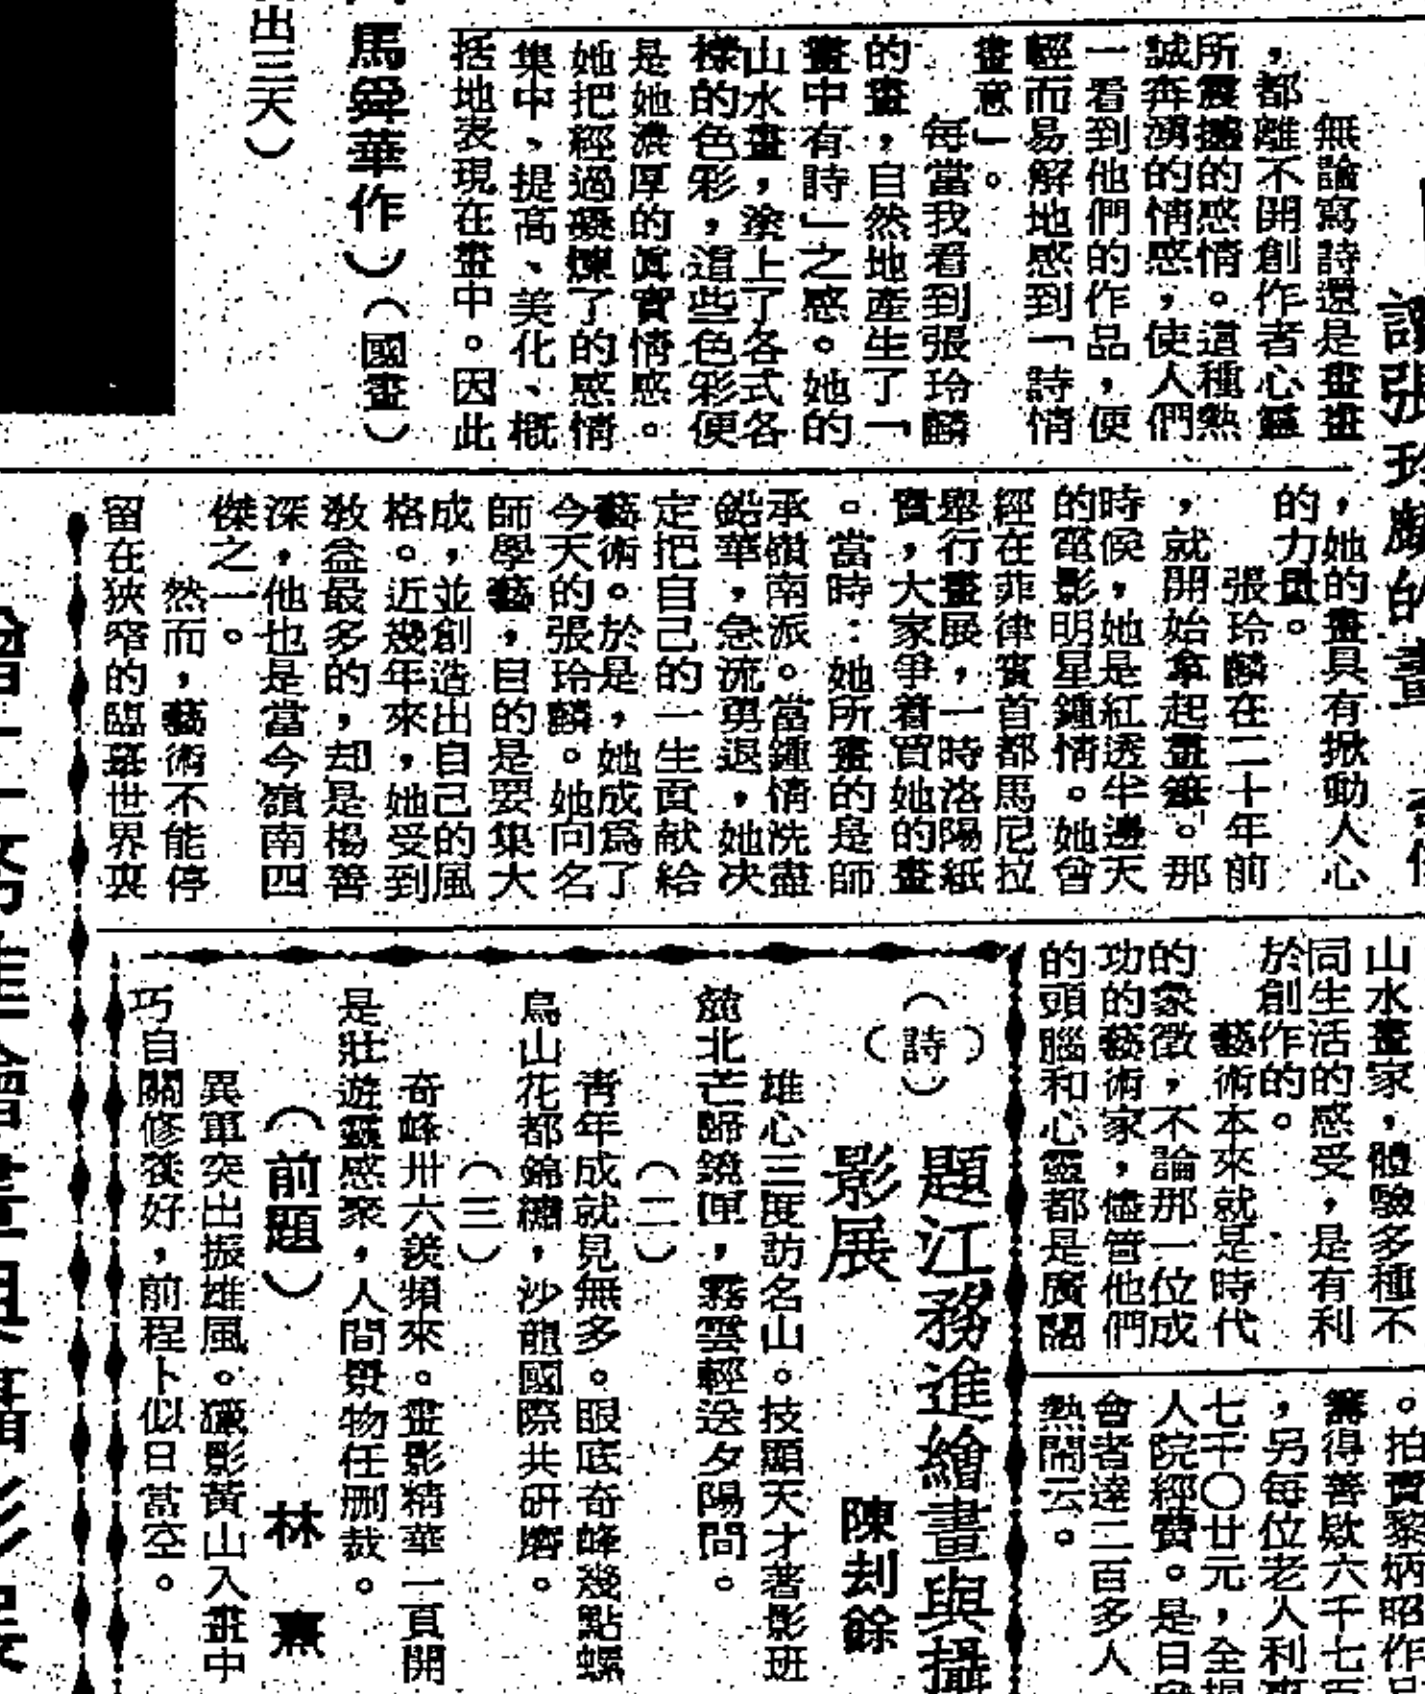 無論寫詩還是畫畫
，都離不開創作者心靈
所震撼的感情。這種熱
誠奔湧的情感，使人們
一看到他們的作品，便
輕而易解地感到「詩情
畫意」。
每當我看到張玲麟
的畫，自然地產生了「
畫中有詩」之感。她的
山水畫，塗上了各式各
樣的色彩，這些色彩便
是她濃厚的眞實情感。
她把經過凝煉了的感情
集中、提高、美化、概
括地表現在畫中。因此
馬舜華作）（國畫）
出三天）
張玲麟的畫
，她的畫具有掀動人心
的力量。
張玲麟在二十年前
，就開始拿起畫筆。那
時候，她是紅透半邊天
的電影明星鍾情。她曾
經在菲律賓首都馬尼拉
舉行畫展，一時洛陽紙
貴，大家爭着買她的畫
。當時：她所畫的是師
承嶺南派。當鍾情洗盡
鉛華，急流勇退，她决
定把自己的一生貢献給
藝術。於是，她成爲了
今天的張玲麟。她向名
師學藝，目的是要集大
成，並創造出自己的風
格。近幾年來，她受到
敎益最多的，却是楊善
深，他也是當今嶺南四
傑之一。
然而，藝術不能停
留在狹窄的臨摹世界裏
山水畫家，體驗多種不
同生活的感受，是有利
於創作的。
藝術本來就是時代
的象徵，不論那一位成
功的藝術家，儘管他們
的頭腦和心靈都是廣闊
。拍賣黎炳昭作品
籌得善欵六千七百
，另每位老人利
七千〇廿元，全
人院經費。是日
會者達二百多人
熱閙云。
（詩）
題江務進繪畫與攝
影展
陳刦餘
雄心三度訪名山。技顯天才著影班
北芒歸鏡匣，霧雲輕送夕陽間。
（二）
靑年成就見無多。眼底奇峰幾點螺
烏山花都錦繡，沙龍國際共研磨。
（三）
奇峰卅六羨頻來。畫影精華一頁開
是壯遊靈感聚，人間景物任删裁。
（前題）
林熹
異軍突出振雄風。攝影黃山入畫中
巧自關修養好，前程卜似日當空。